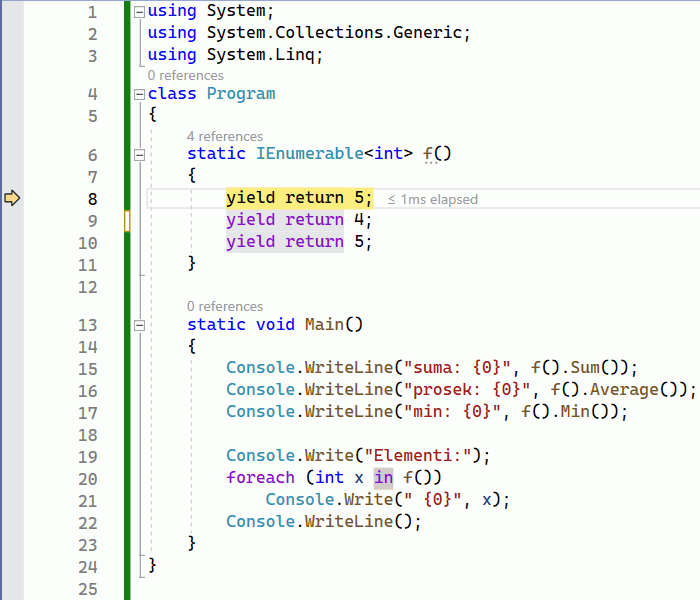 1 using System;
2 using System.Collections.Generic;
3 using System.Linq;
0 references
4 class Program
5 {
4 references
6 static IEnumerable<int> f()
7 {
8 yield return 5; ≤ 1ms elapsed
9 yield return 4;
10 yield return 5;
11 }
12
0 references
13 static void Main()
14 {
15 Console.WriteLine("suma: {0}", f().Sum());
16 Console.WriteLine("prosek: {0}", f().Average());
17 Console.WriteLine("min: {0}", f().Min());
18
19 Console.Write("Elementi:");
20 foreach (int x in f())
21 Console.Write(" {0}", x);
22 Console.WriteLine();
23 }
24 }
25